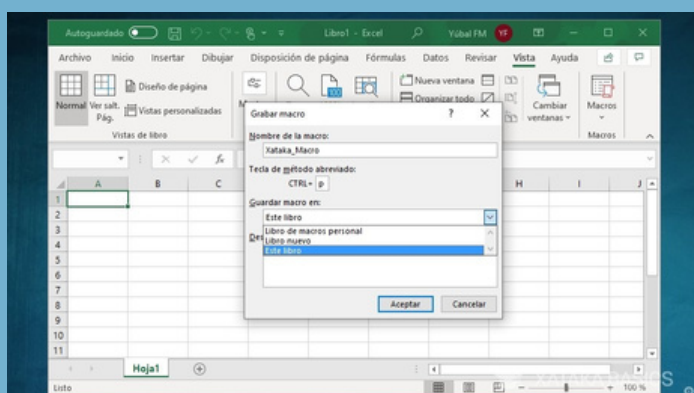 Autoguardado
Libro1 - Excel
Yúbal FM
YF
Archivo Inicio Insertar Dibujar Disposición de página Fórmulas Datos Revisar Vista Ayuda
Normal
Ver salt. Pág.
Diseño de página
Vistas personalizadas
Vistas de libro
100
Nueva ventana
Organizar todo
Cambiar ventanas
Macros
Macros
Grabar macro ? ×
Nombre de la macro:
Xataka_Macro
Tecla de método abreviado:
CTRL+ p
Guardar macro en:
Este libro
Libro de macros personal
Libro nuevo
Este libro
Aceptar Cancelar
fx
A B C H I J
1
2
3
4
5
6
7
8
9
10
11
Hoja1
Listo
100 %
XATAKA BASICS